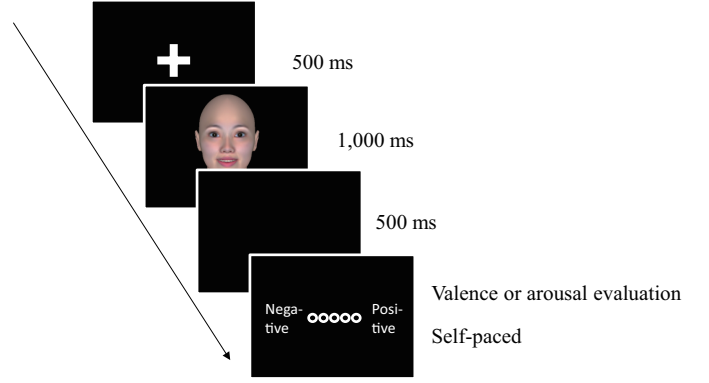 500 ms
1,000 ms
500 ms
Nega-
tive
Posi-
tive
Valence or arousal evaluation
Self-paced